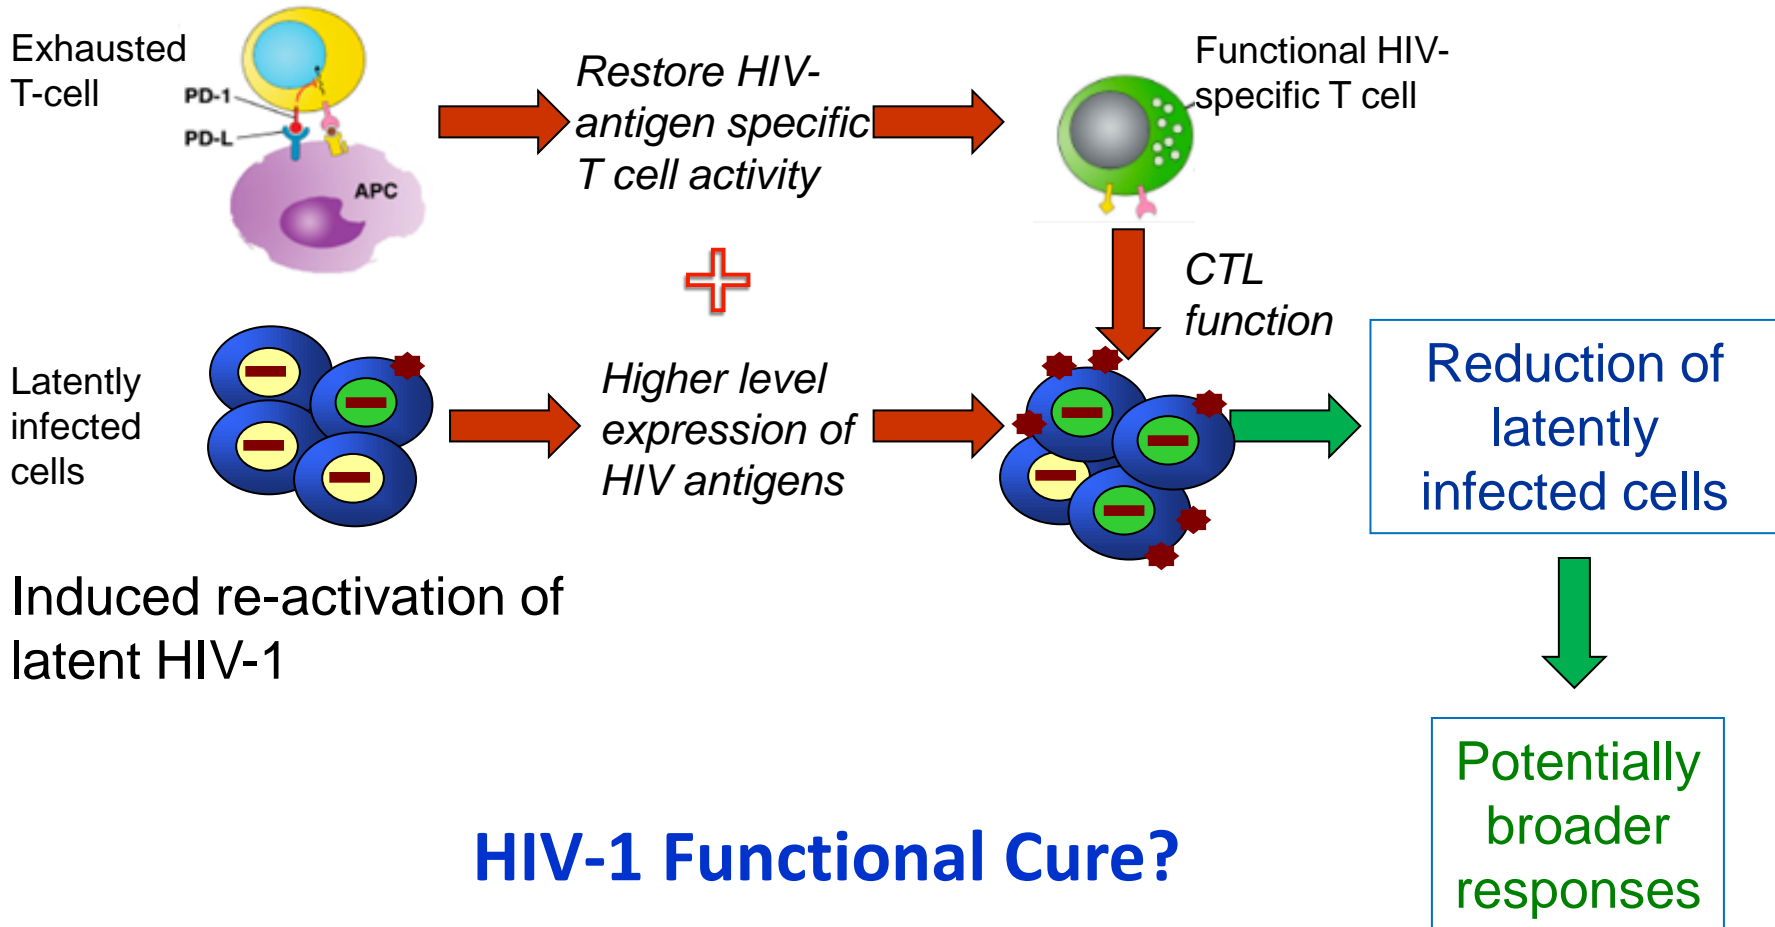 Exhausted
T-cell
PD-1
PD-L
APC
Restore HIV-
antigen specific
T cell activity
Functional HIV-
specific T cell
CTL
function
Latently
infected
cells
Higher level
expression of
HIV antigens
Reduction of
latently
infected cells
Induced re-activation of
latent HIV-1
Potentially
broader
responses
HIV-1 Functional Cure?